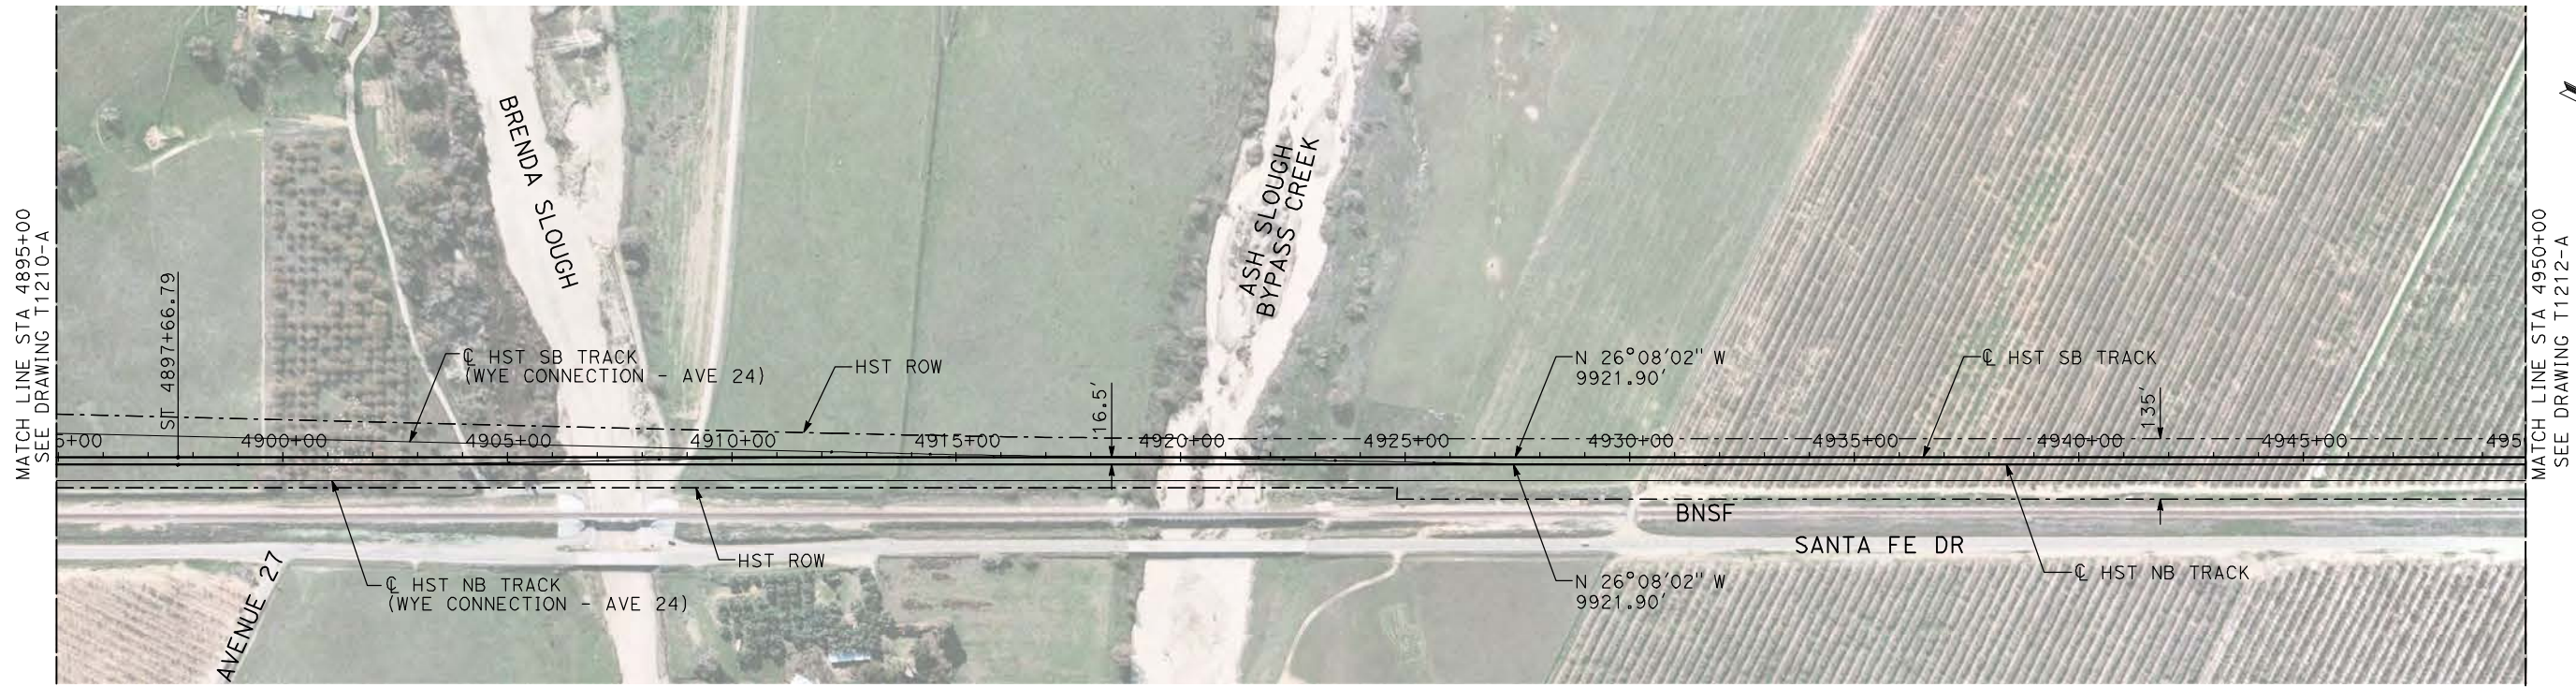 MATCH LINE STA 4895+00
SEE DRAWING T1210-A
BRENDA SLOUGH
ASH SLOUGH
BYPASS CREEK
ST 4897+66.79
℄ HST SB TRACK
(WYE CONNECTION - AVE 24)
HST ROW
16.5'
N 26°08'02" W
9921.90'
℄ HST SB TRACK
135'
5+00
4900+00
4905+00
4910+00
4915+00
4920+00
4925+00
4930+00
4935+00
4940+00
4945+00
495
BNSF
SANTA FE DR
HST ROW
AVENUE 27
℄ HST NB TRACK
(WYE CONNECTION - AVE 24)
N 26°08'02" W
9921.90'
℄ HST NB TRACK
MATCH LINE STA 4950+00
SEE DRAWING T1212-A